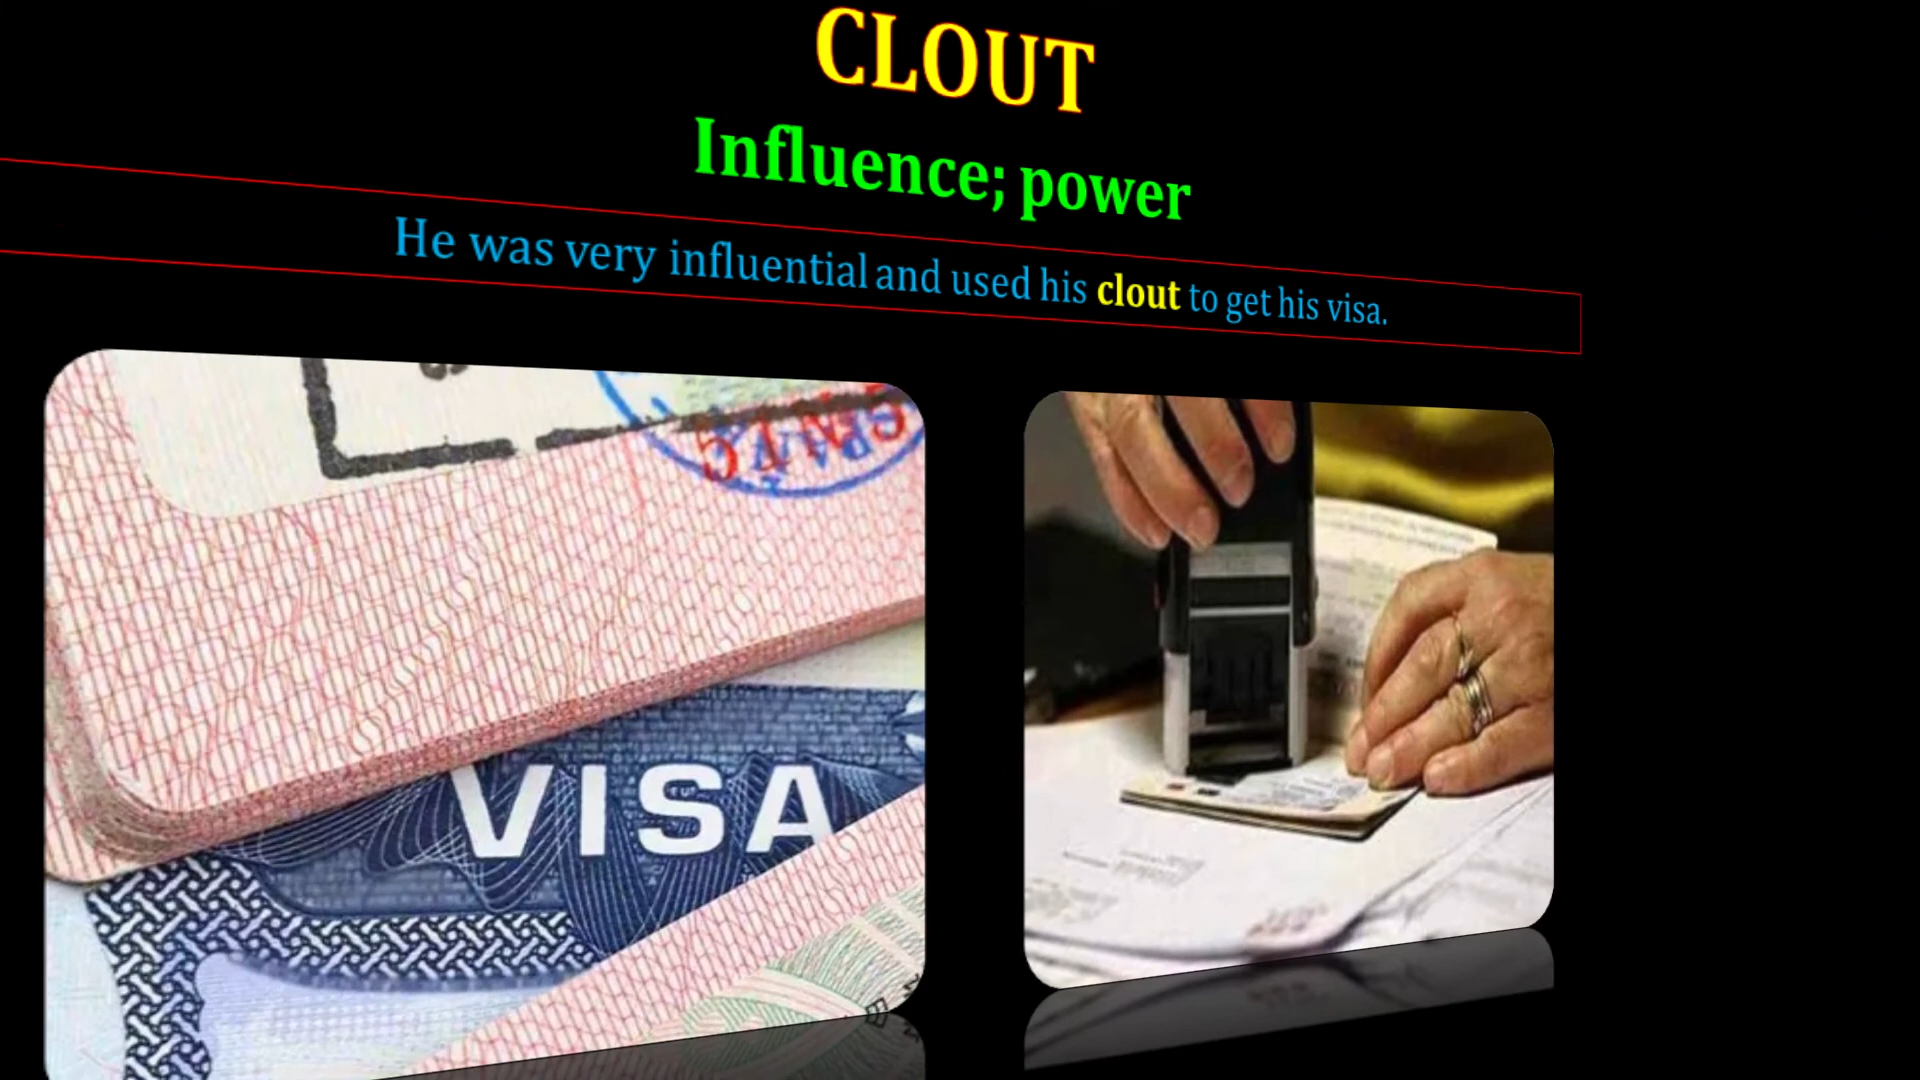 CLOUT
Influence; power
He was very influential and used his clout to get his visa.
VISA